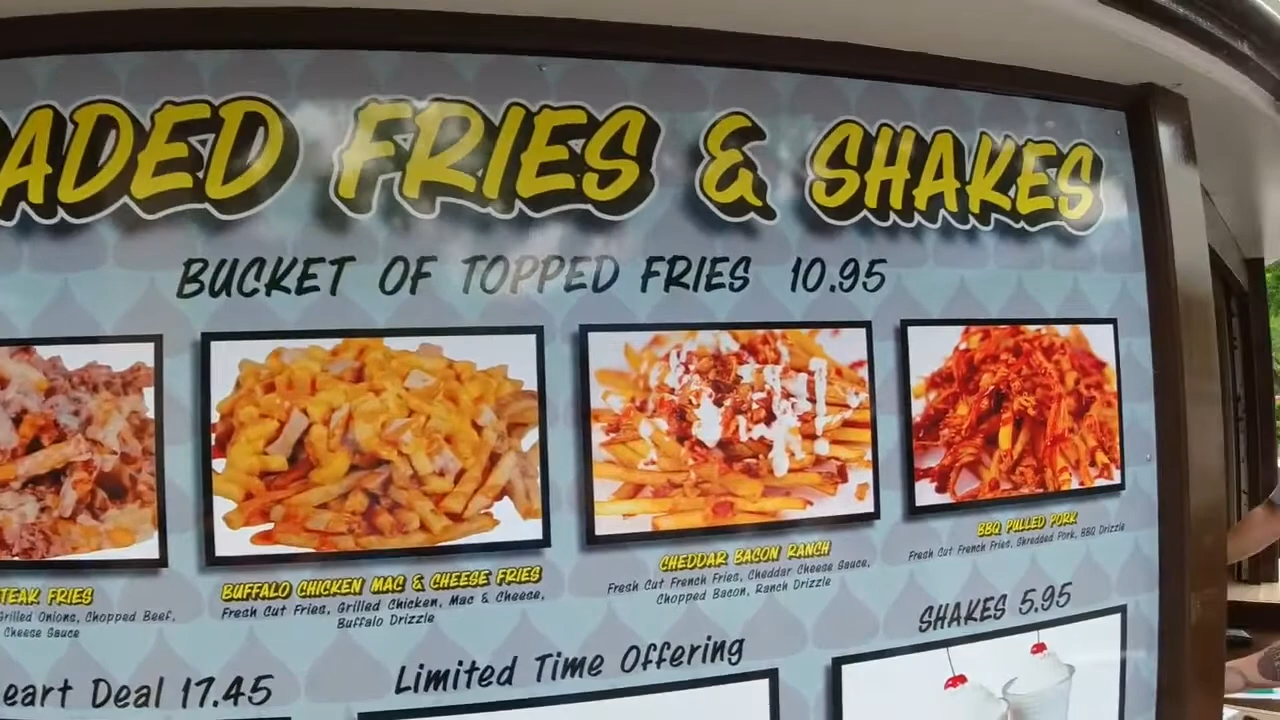 ADED FRIES & SHAKES
BUCKET OF TOPPED FRIES 10.95
TEAK FRIES
Grilled Onions, Chopped Beef,
Cheese Sauce
BUFFALO CHICKEN MAC & CHEESE FRIES
Fresh Cut Fries, Grilled Chicken, Mac & Cheese,
Buffalo Drizzle
CHEDDAR BACON RANCH
Fresh Cut French Fries, Cheddar Cheese Sauce,
Chopped Bacon, Ranch Drizzle
BBQ PULLED PORK
Fresh Cut French Fries, Shredded Pork, BBQ Drizzle
eart Deal 17.45
Limited Time Offering
SHAKES 5.95